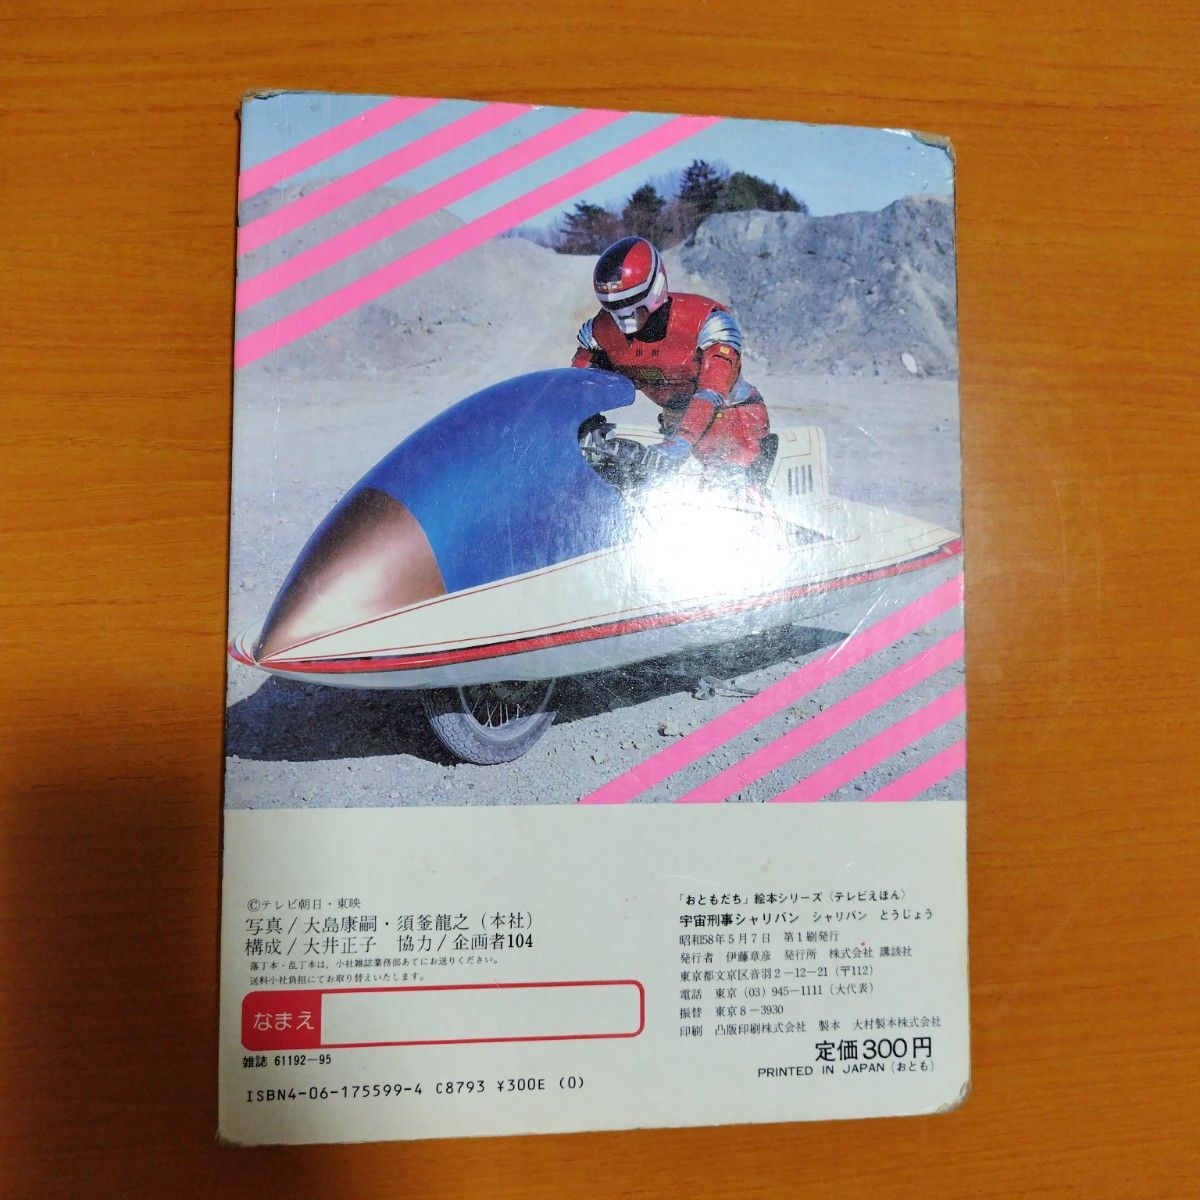 ©テレビ朝日・東映
写真/大島康嗣・須釜龍之(本社)
構成/大井正子 協力/企画者104
落丁本・乱丁本は、小社雑誌業務部あてにお送りください。
送料小社負担にてお取り替えいたします。
なまえ
雑誌 61192-95
ISBN4-06-175599-4 C8793 ¥300E (0)
「おともだち」絵本シリーズ〈テレビえほん〉
宇宙刑事シャリバン シャリバン とうじょう
昭和58年5月7日 第1刷発行
発行者 伊藤章彦 発行所 株式会社 講談社
東京都文京区音羽2-12-21(〒112)
電話 東京(03)945-1111(大代表)
振替 東京8-3930
印刷 凸版印刷株式会社 製本 大村製本株式会社
定価300円
PRINTED IN JAPAN(おとも)